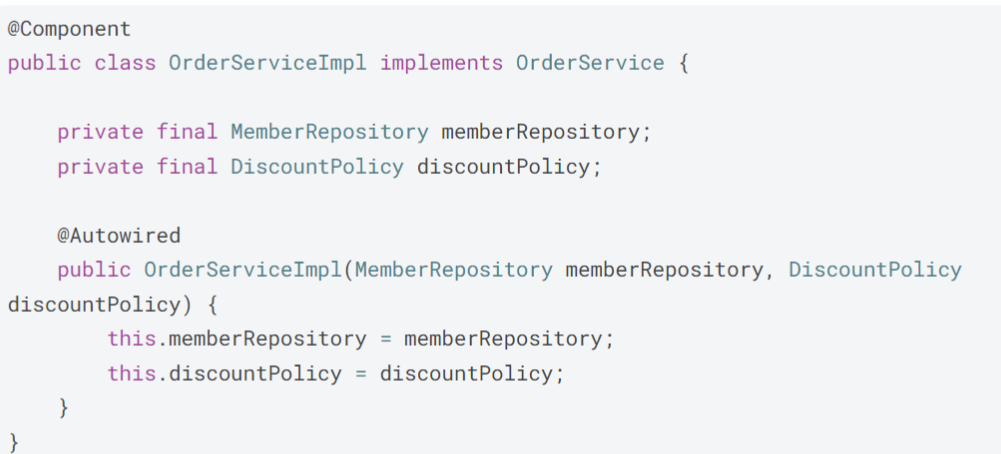 @Component
public class OrderServiceImpl implements OrderService {
    private final MemberRepository memberRepository;
    private final DiscountPolicy discountPolicy;
    @Autowired
    public OrderServiceImpl(MemberRepository memberRepository, DiscountPolicy
discountPolicy) {
        this.memberRepository = memberRepository;
        this.discountPolicy = discountPolicy;
    }
}